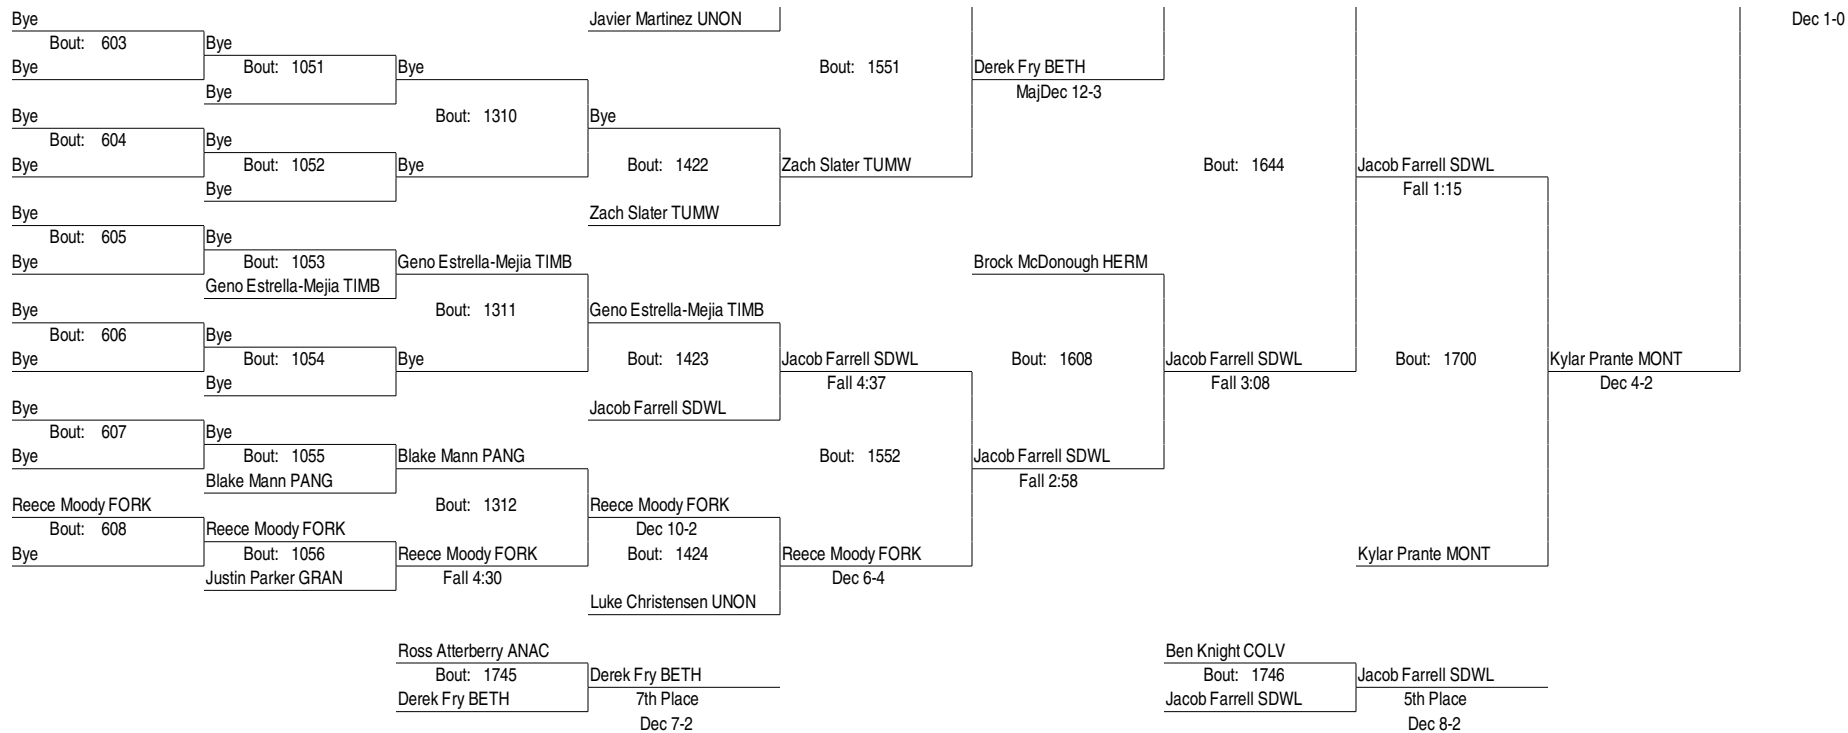 Bye
Javier Martinez UNON
Dec 1-0
Bout: 603
Bye
Bye
Bout: 1051
Bye
Bout: 1551
Derek Fry BETH
Bye
MajDec 12-3
Bye
Bout: 1310
Bye
Bout: 604
Bye
Bye
Bout: 1052
Bye
Bout: 1422
Zach Slater TUMW
Bout: 1644
Jacob Farrell SDWL
Bye
Fall 1:15
Bye
Zach Slater TUMW
Bout: 605
Bye
Bye
Bout: 1053
Geno Estrella-Mejia TIMB
Brock McDonough HERM
Geno Estrella-Mejia TIMB
Bye
Bout: 1311
Geno Estrella-Mejia TIMB
Bout: 606
Bye
Bye
Bout: 1054
Bye
Bout: 1423
Jacob Farrell SDWL
Bout: 1608
Jacob Farrell SDWL
Bout: 1700
Kylar Prante MONT
Bye
Fall 4:37
Fall 3:08
Dec 4-2
Bye
Jacob Farrell SDWL
Bout: 607
Bye
Bye
Bout: 1055
Blake Mann PANG
Bout: 1552
Jacob Farrell SDWL
Blake Mann PANG
Fall 2:58
Reece Moody FORK
Bout: 1312
Reece Moody FORK
Bout: 608
Reece Moody FORK
Dec 10-2
Bye
Bout: 1056
Reece Moody FORK
Bout: 1424
Reece Moody FORK
Kylar Prante MONT
Justin Parker GRAN
Fall 4:30
Dec 6-4
Luke Christensen UNON
Ross Atterberry ANAC
Ben Knight COLV
Bout: 1745
Derek Fry BETH
Bout: 1746
Jacob Farrell SDWL
Derek Fry BETH
7th Place
Jacob Farrell SDWL
5th Place
Dec 7-2
Dec 8-2